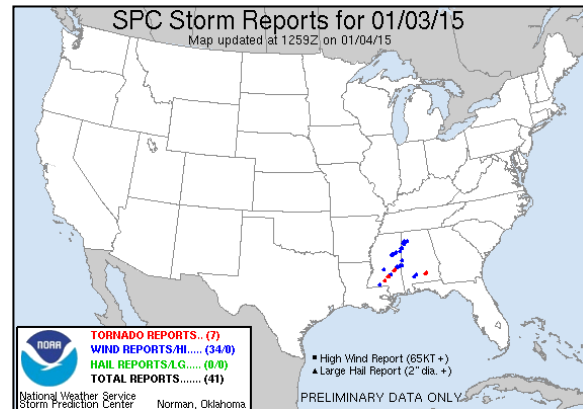 SPC Storm Reports for 01/03/15
Map updated at 1259Z on 01/04/15
NOAA
TORNADO REPORTS.. (7)
WIND REPORTS/HI..... (34/0)
HAIL REPORTS/LG..... (0/0)
TOTAL REPORTS....... (41)
National Weather Service
Storm Prediction Center Norman, Oklahoma
High Wind Report (65KT +)
Large Hail Report (2" dia. +)
PRELIMINARY DATA ONLY